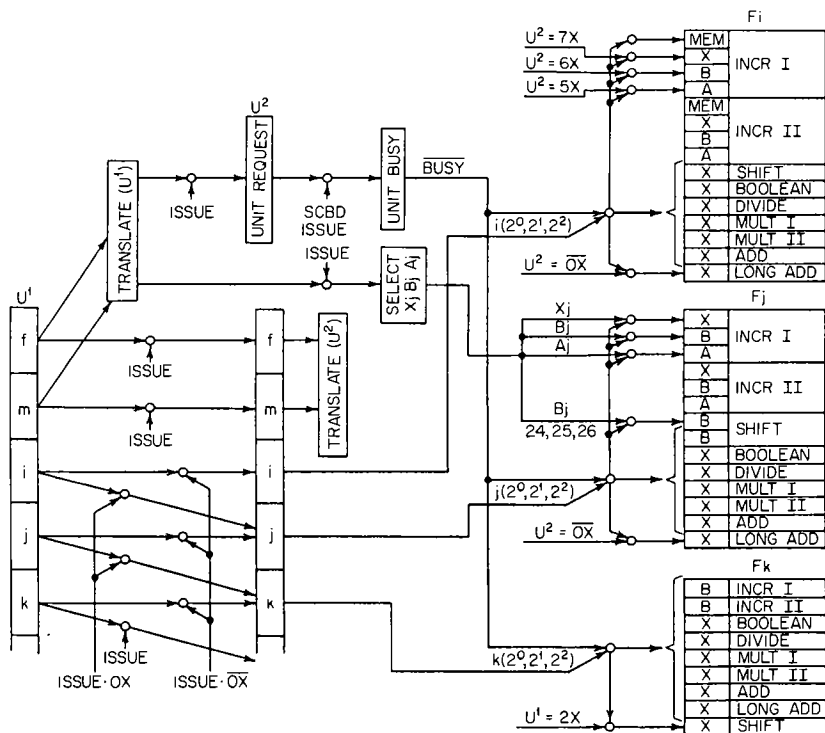 Fi
U²=7X
U²=6X
U²=5X
MEM
X
B
A
INCR I
MEM
X
B
A
INCR II
X SHIFT
X BOOLEAN
X DIVIDE
X MULT I
X MULT II
X ADD
X LONG ADD
i(2⁰,2¹,2²)
U²=0̅X̅
U²
UNIT REQUEST
UNIT BUSY
B̅U̅S̅Y̅
TRANSLATE (U¹)
ISSUE
SCBD
ISSUE
ISSUE
SELECT
Xj Bj Aj
U¹
f
m
i
j
k
ISSUE
ISSUE
ISSUE
ISSUE·OX
ISSUE·O̅X̅
f
m
i
j
k
TRANSLATE (U²)
Fj
Xj
Bj
Aj
X
B
A
INCR I
X
B
A
INCR II
Bj
24,25,26
B
B
SHIFT
X BOOLEAN
X DIVIDE
X MULT I
X MULT II
X ADD
X LONG ADD
j(2⁰,2¹,2²)
U²=O̅X̅
Fk
B INCR I
B INCR II
X BOOLEAN
X DIVIDE
X MULT I
X MULT II
X ADD
X LONG ADD
X SHIFT
k(2⁰,2¹,2²)
U¹=2X